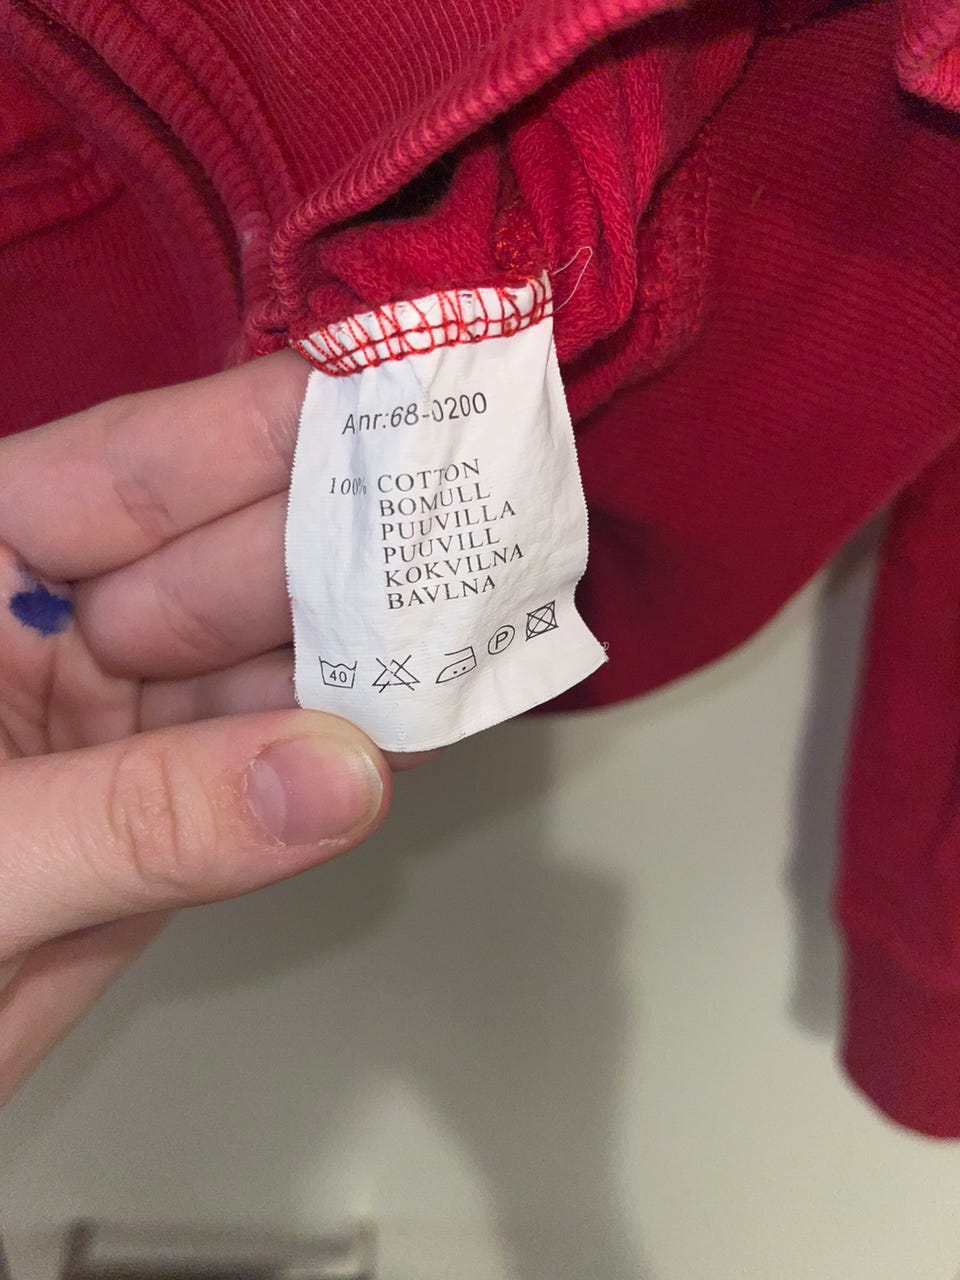 Anr:68-0200
100% COTTON
BOMULL
PUUVILLA
PUUVILL
KOKVILNA
BAVLNA
40
P